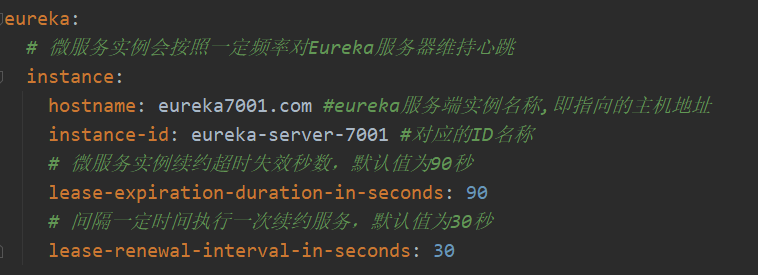 eureka:
# 微服务实例会按照一定频率对Eureka服务器维持心跳
instance:
hostname: eureka7001.com #eureka服务端实例名称,即指向的主机地址
instance-id: eureka-server-7001 #对应的ID名称
# 微服务实例续约超时失效秒数，默认值为90秒
lease-expiration-duration-in-seconds: 90
# 间隔一定时间执行一次续约服务，默认值为30秒
lease-renewal-interval-in-seconds: 30